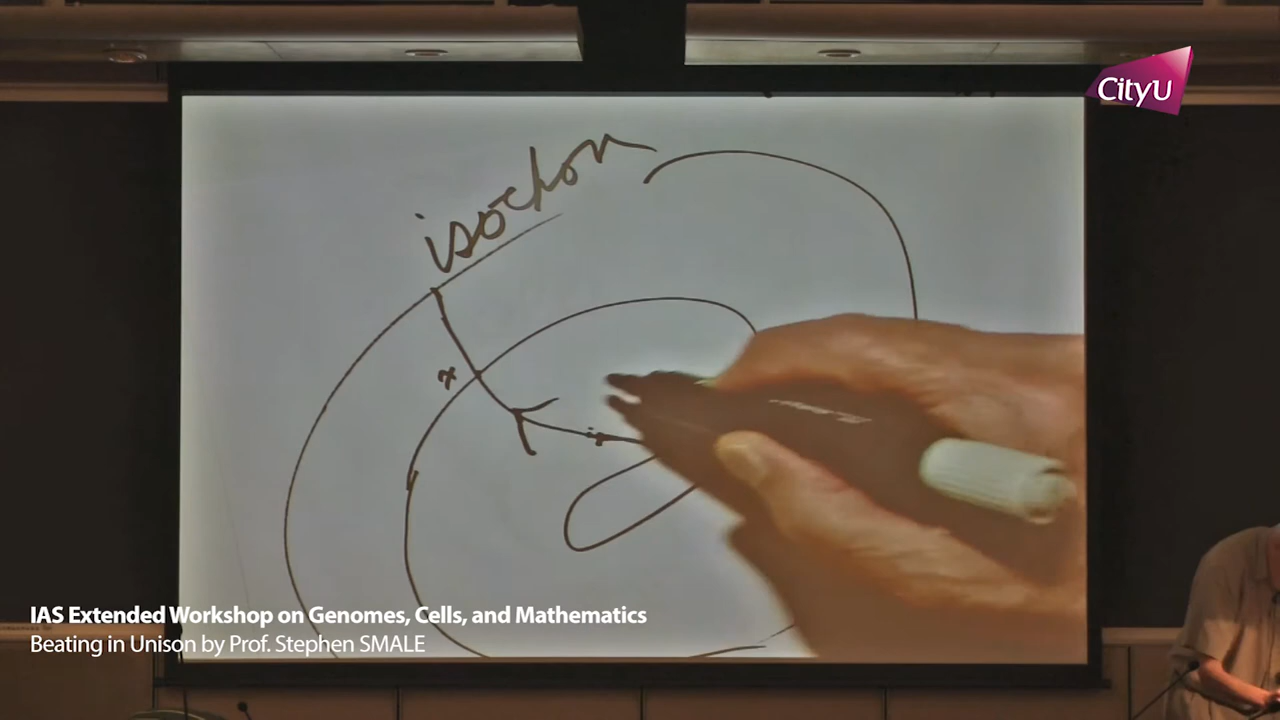 CityU
isochron
x
IAS Extended Workshop on Genomes, Cells, and Mathematics
Beating in Unison by Prof. Stephen SMALE